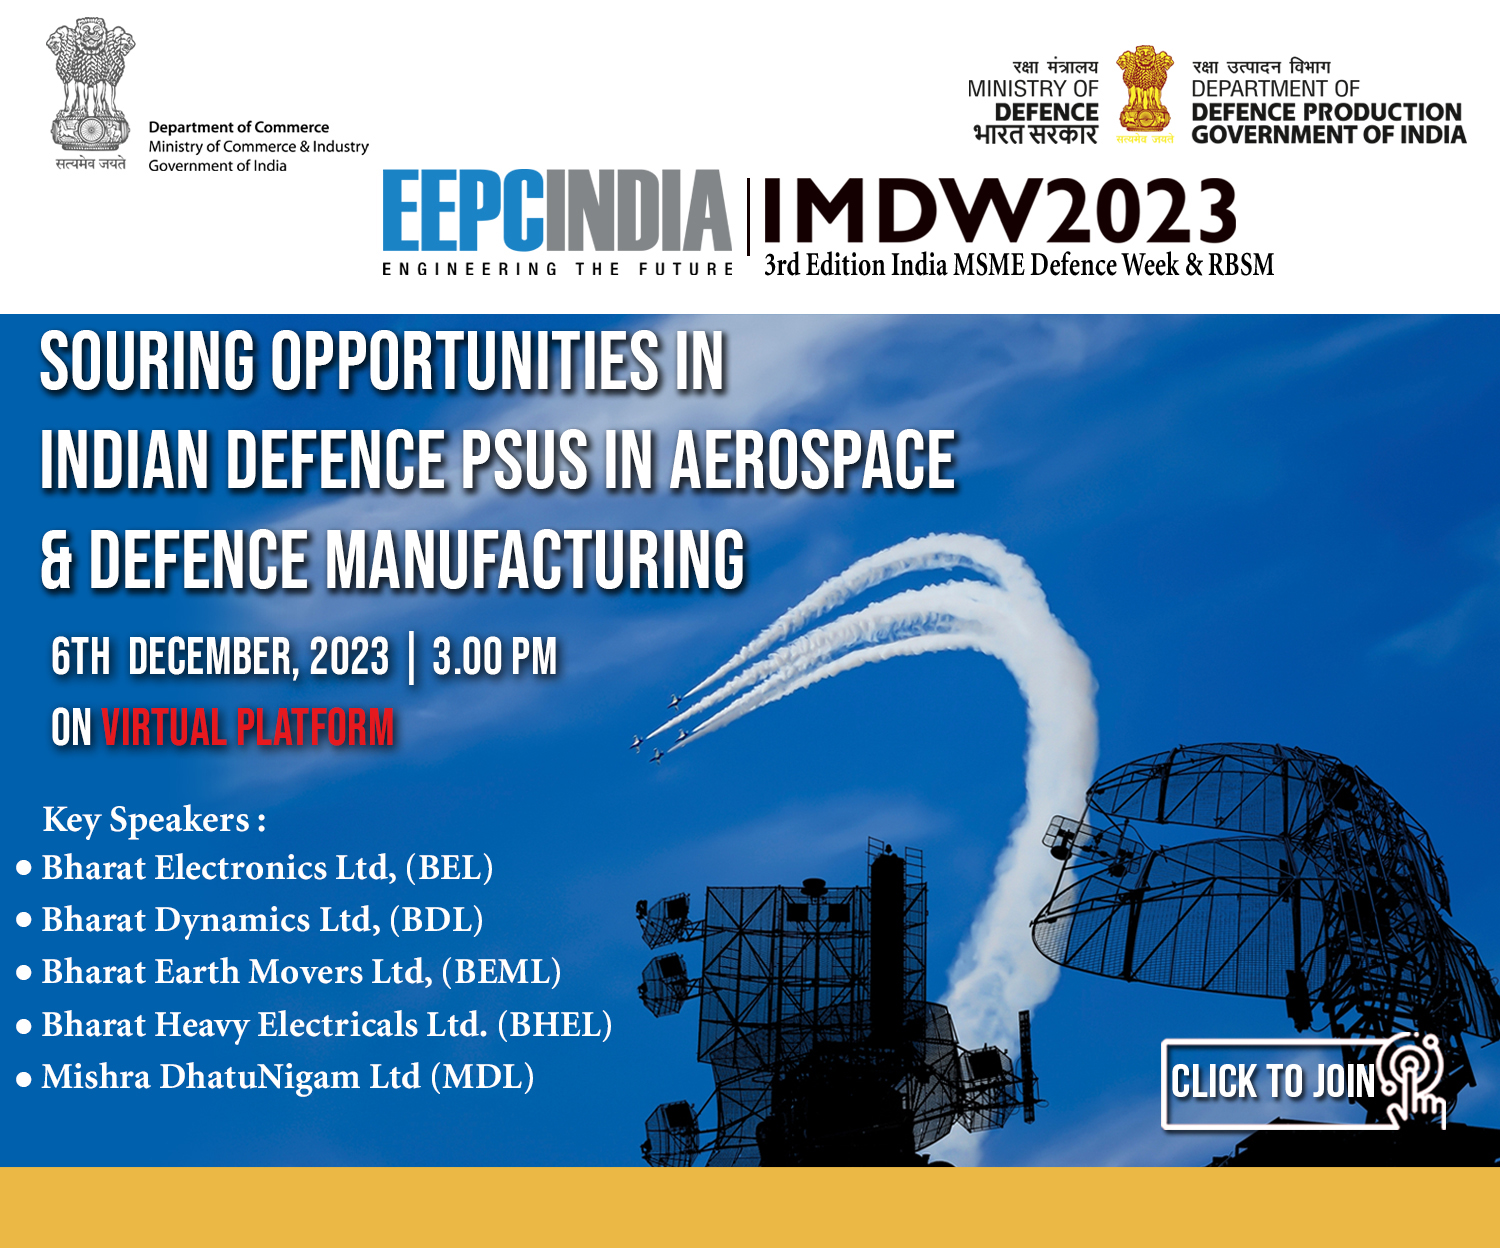 सत्यमेव जयते
Department of Commerce
Ministry of Commerce & Industry
Government of India
रक्षा मंत्रालय
MINISTRY OF
DEFENCE
भारत सरकार
सत्यमेव जयते
रक्षा उत्पादन विभाग
DEPARTMENT OF
DEFENCE PRODUCTION
GOVERNMENT OF INDIA
EEPCINDIA
ENGINEERING THE FUTURE
IMDW2023
3rd Edition India MSME Defence Week & RBSM
SOURING OPPORTUNITIES IN
INDIAN DEFENCE PSUS IN AEROSPACE
& DEFENCE MANUFACTURING
6TH DECEMBER, 2023 | 3.00 PM
ON VIRTUAL PLATFORM
Key Speakers :
• Bharat Electronics Ltd, (BEL)
• Bharat Dynamics Ltd, (BDL)
• Bharat Earth Movers Ltd, (BEML)
• Bharat Heavy Electricals Ltd. (BHEL)
• Mishra DhatuNigam Ltd (MDL)
CLICK TO JOIN